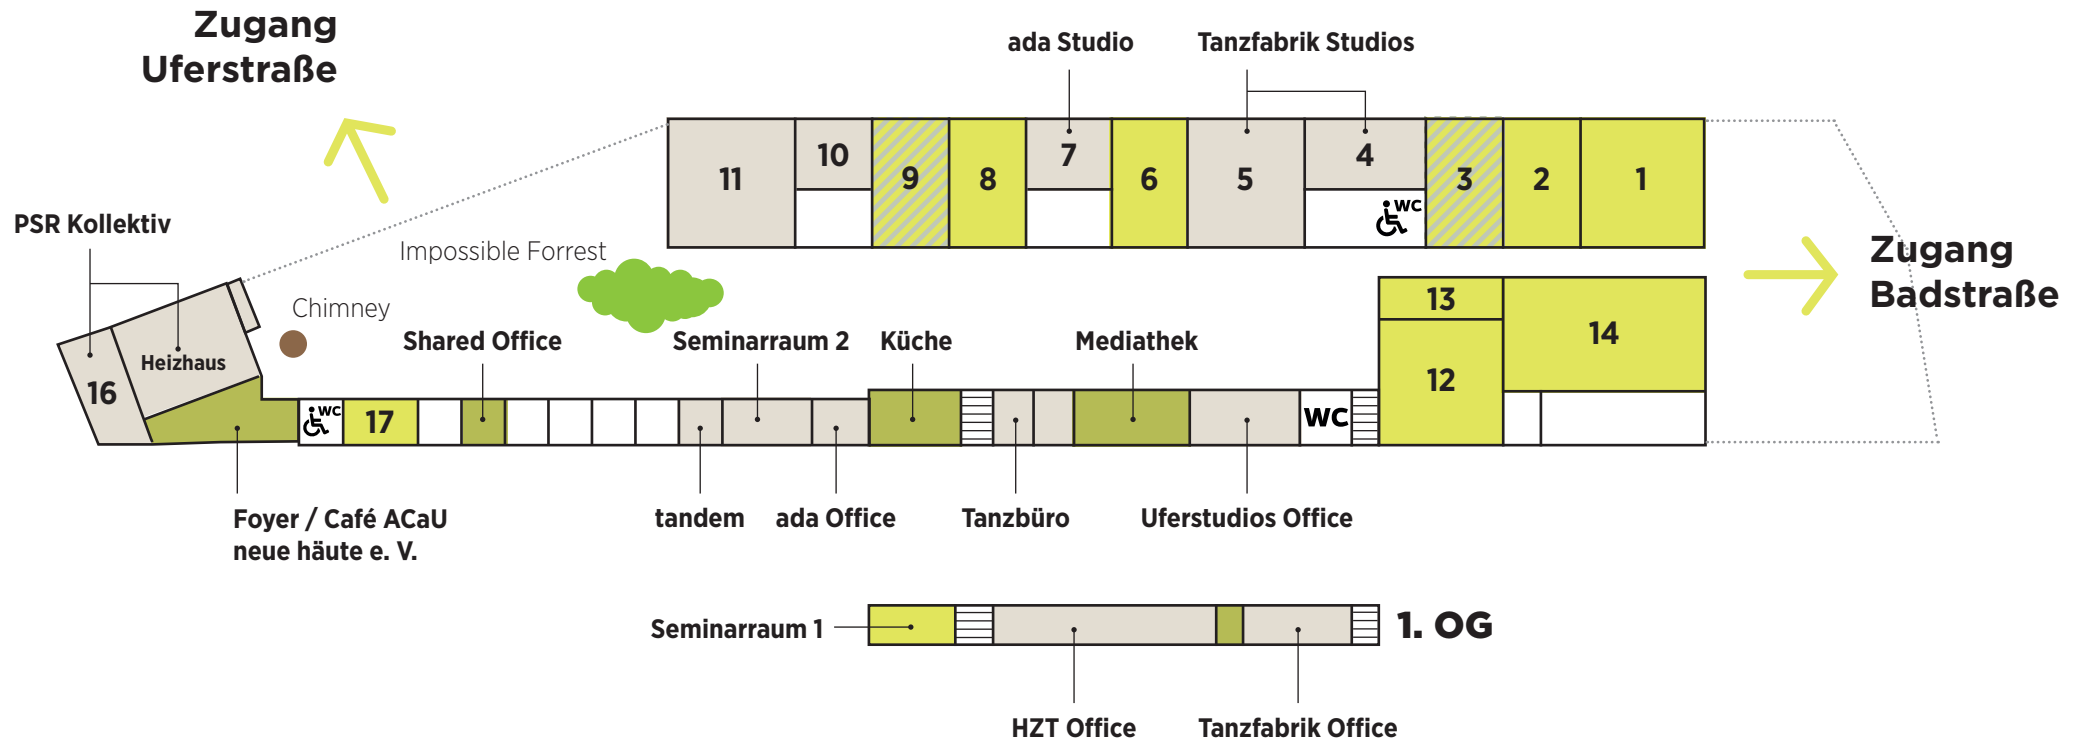 Zugang
Uferstraße
ada Studio
Tanzfabrik Studios
11
10
9
8
7
6
5
4
WC
3
2
1
PSR Kollektiv
Impossible Forrest
Zugang
Badstraße
Chimney
13
14
12
Shared Office
Seminarraum 2
Küche
Mediathek
Heizhaus
16
WC
17
WC
Foyer / Café ACaU
neue häute e. V.
tandem
ada Office
Tanzbüro
Uferstudios Office
Seminarraum 1
1. OG
HZT Office
Tanzfabrik Office